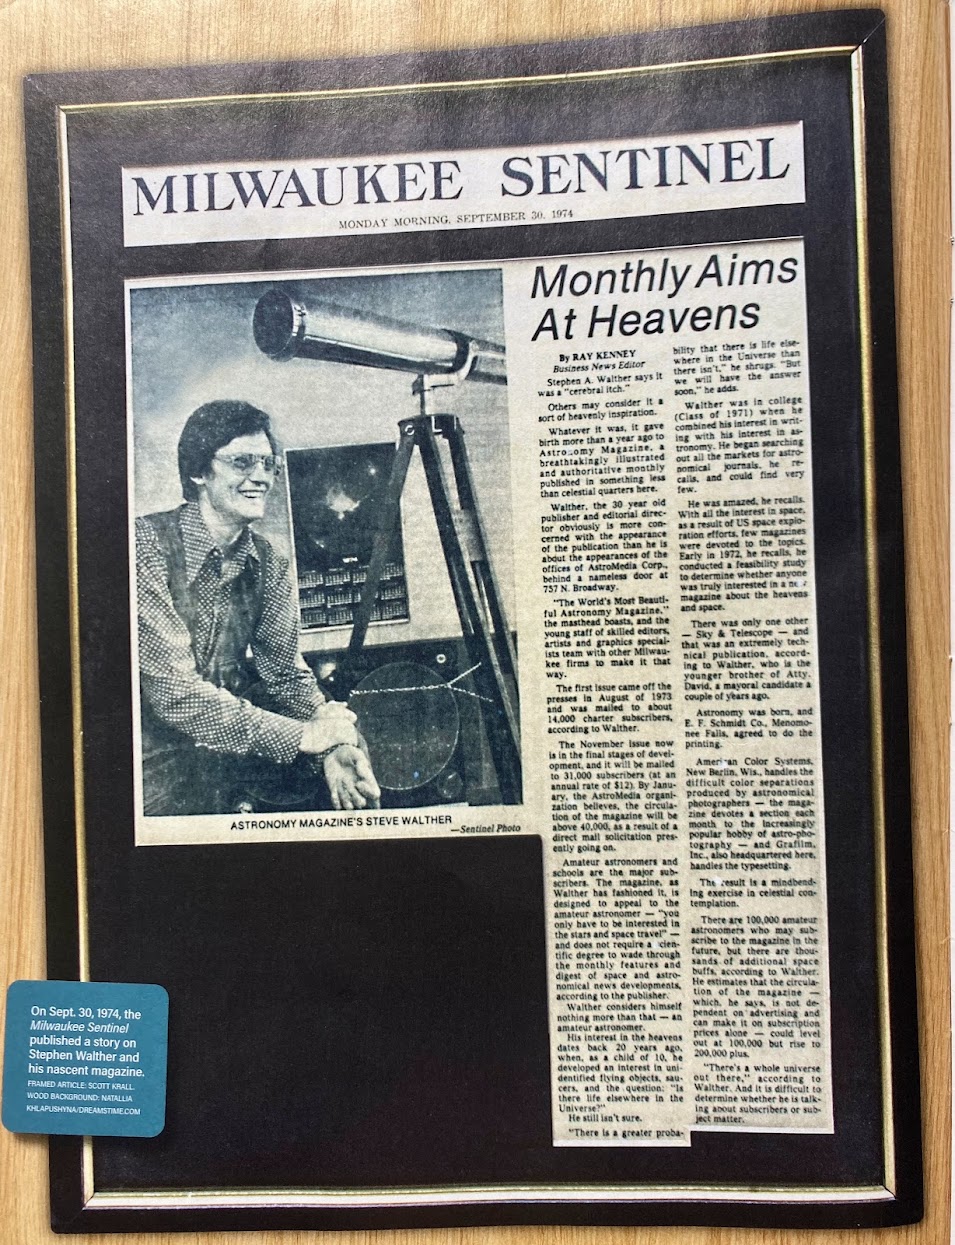 MILWAUKEE SENTINEL
MONDAY MORNING, SEPTEMBER 30, 1974
Monthly Aims
At Heavens
By RAY KENNEY
Business News Editor
Stephen A. Walther says it
was a "cerebral itch."
Others may consider it a
sort of heavenly inspiration.
Whatever it was, it gave
birth more than a year ago to
Astronomy Magazine, a
breathtakingly illustrated
and authoritative monthly
published in something less
than celestial quarters here.
Walther, the 30 year old
publisher and editorial direc-
tor obviously is more con-
cerned with the appearance
of the publication than he is
about the appearances of the
offices of AstroMedia Corp.,
behind a nameless door at
757 N. Broadway.
"The World's Most Beauti-
ful Astronomy Magazine,"
the masthead boasts, and the
young staff of skilled editors,
artists and graphics special-
ists team with other Milwau-
kee firms to make it that
way.
The first issue came off the
presses in August of 1973
and was mailed to about
14,000 charter subscribers,
according to Walther.
The November issue now
is in the final stages of devel-
opment, and it will be mailed
to 31,000 subscribers (at an
annual rate of $12). By Janu-
ary, the AstroMedia organi-
zation believes, the circula-
tion of the magazine will be
above 40,000, as a result of a
direct mail solicitation pres-
ently going on.
Amateur astronomers and
schools are the major sub-
scribers. The magazine, as
Walther has fashioned it, is
designed to appeal to the
amateur astronomer — "you
only have to be interested in
the stars and space travel" —
and does not require a scien-
tific degree to wade through
the monthly features and
digest of space and astro-
nomical news developments,
according to the publisher.
Walther considers himself
nothing more than that — an
amateur astronomer.
His interest in the heavens
dates back 20 years ago,
when, as a child of 10, he
developed an interest in uni-
dentified flying objects, sau-
cers, and the question: "Is
there life elsewhere in the
Universe?"
He still isn't sure.
"There is a greater proba-
bility that there is life else-
where in the Universe than
there isn't," he shrugs. "But
we will have the answer
soon," he adds.
Walther was in college
(Class of 1971) when he
combined his interest in writ-
ing with his interest in as-
tronomy. He began searching
out all the markets for astro-
nomical journals, he re-
calls, and could find very
few.
He was amazed, he recalls.
With all the interest in space,
as a result of US space explo-
ration efforts, few magazines
were devoted to the topics.
Early in 1972, he recalls, he
conducted a feasibility study
to determine whether anyone
was truly interested in a new
magazine about the heavens
and space.
There was only one other
— Sky & Telescope — and
that was an extremely tech-
nical publication, accord-
ing to Walther, who is the
younger brother of Atty.
David, a mayoral candidate a
couple of years ago.
Astronomy was born, and
E. F. Schmidt Co., Menomo-
nee Falls, agreed to do the
printing.
American Color Systems,
New Berlin, Wis., handles the
difficult color separations
produced by astronomical
photographers — the maga-
zine devotes a section each
month to the increasingly
popular hobby of astro-pho-
tography — and Grafilm,
Inc., also headquartered here,
handles the typesetting.
The result is a mindbend-
ing exercise in celestial con-
templation.
There are 100,000 amateur
astronomers who may sub-
scribe to the magazine in the
future, but there are thou-
sands of additional space
buffs, according to Walther.
He estimates that the circula-
tion of the magazine —
which, he says, is not de-
pendent on advertising and
can make it on subscription
prices alone — could level
out at 100,000 but rise to
200,000 plus.
"There's a whole universe
out there," according to
Walther. And it is difficult to
determine whether he is talk-
ing about subscribers or sub-
ject matter.
ASTRONOMY MAGAZINE'S STEVE WALTHER
—Sentinel Photo
On Sept. 30, 1974, the
Milwaukee Sentinel
published a story on
Stephen Walther and
his nascent magazine.
FRAMED ARTICLE: SCOTT KRALL.
WOOD BACKGROUND: NATALLIA
KHLAPUSHYNA/DREAMSTIME.COM